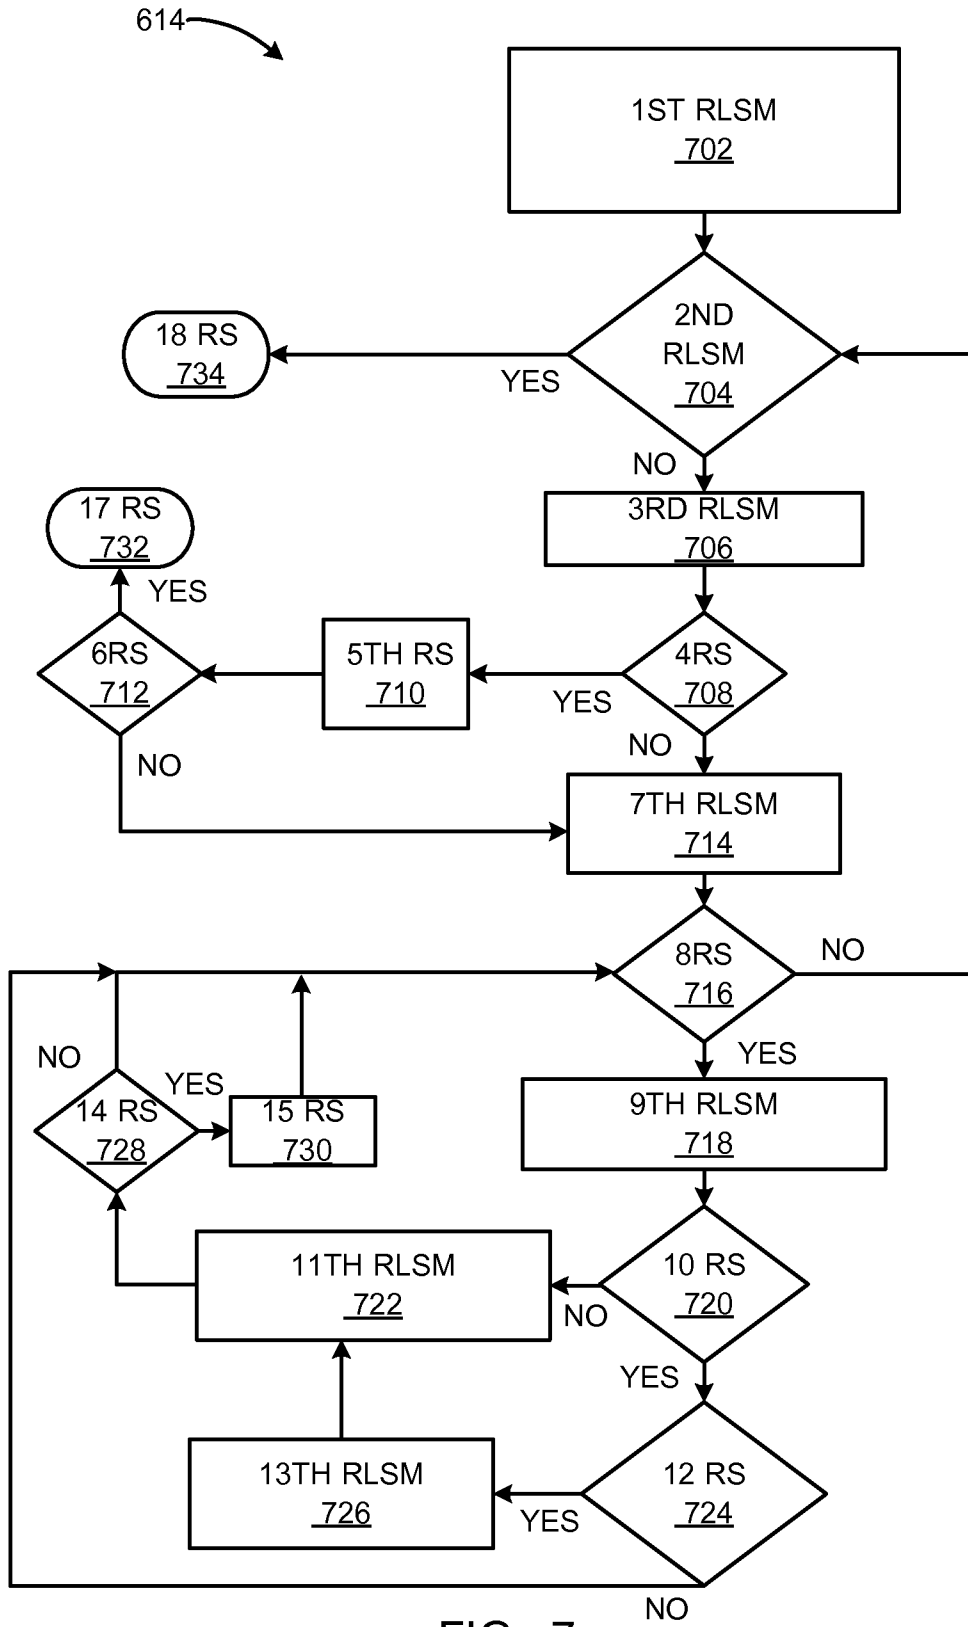 614
1ST RLSM
702
2ND
RLSM
704
YES
18 RS
734
NO
3RD RLSM
706
17 RS
732
YES
4RS
708
YES
5TH RS
710
6RS
712
NO
NO
7TH RLSM
714
8RS
716
NO
YES
9TH RLSM
718
NO
14 RS
728
YES
15 RS
730
10 RS
720
NO
11TH RLSM
722
YES
12 RS
724
YES
13TH RLSM
726
NO
FIG. 7